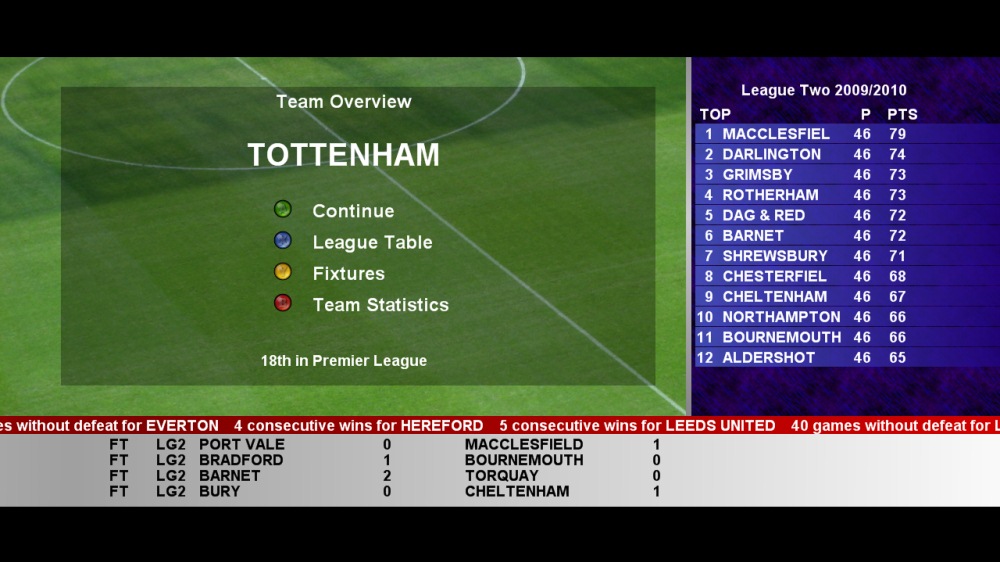 Team Overview
TOTTENHAM
Continue
League Table
Fixtures
Team Statistics
18th in Premier League
League Two 2009/2010
TOP P PTS
1 MACCLESFIEL 46 79
2 DARLINGTON 46 74
3 GRIMSBY 46 73
4 ROTHERHAM 46 73
5 DAG & RED 46 72
6 BARNET 46 72
7 SHREWSBURY 46 71
8 CHESTERFIEL 46 68
9 CHELTENHAM 46 67
10 NORTHAMPTON 46 66
11 BOURNEMOUTH 46 66
12 ALDERSHOT 46 65
es without defeat for EVERTON 4 consecutive wins for HEREFORD 5 consecutive wins for LEEDS UNITED 40 games without defeat for L
FT LG2 PORT VALE 0 MACCLESFIELD 1
FT LG2 BRADFORD 1 BOURNEMOUTH 0
FT LG2 BARNET 2 TORQUAY 0
FT LG2 BURY 0 CHELTENHAM 1